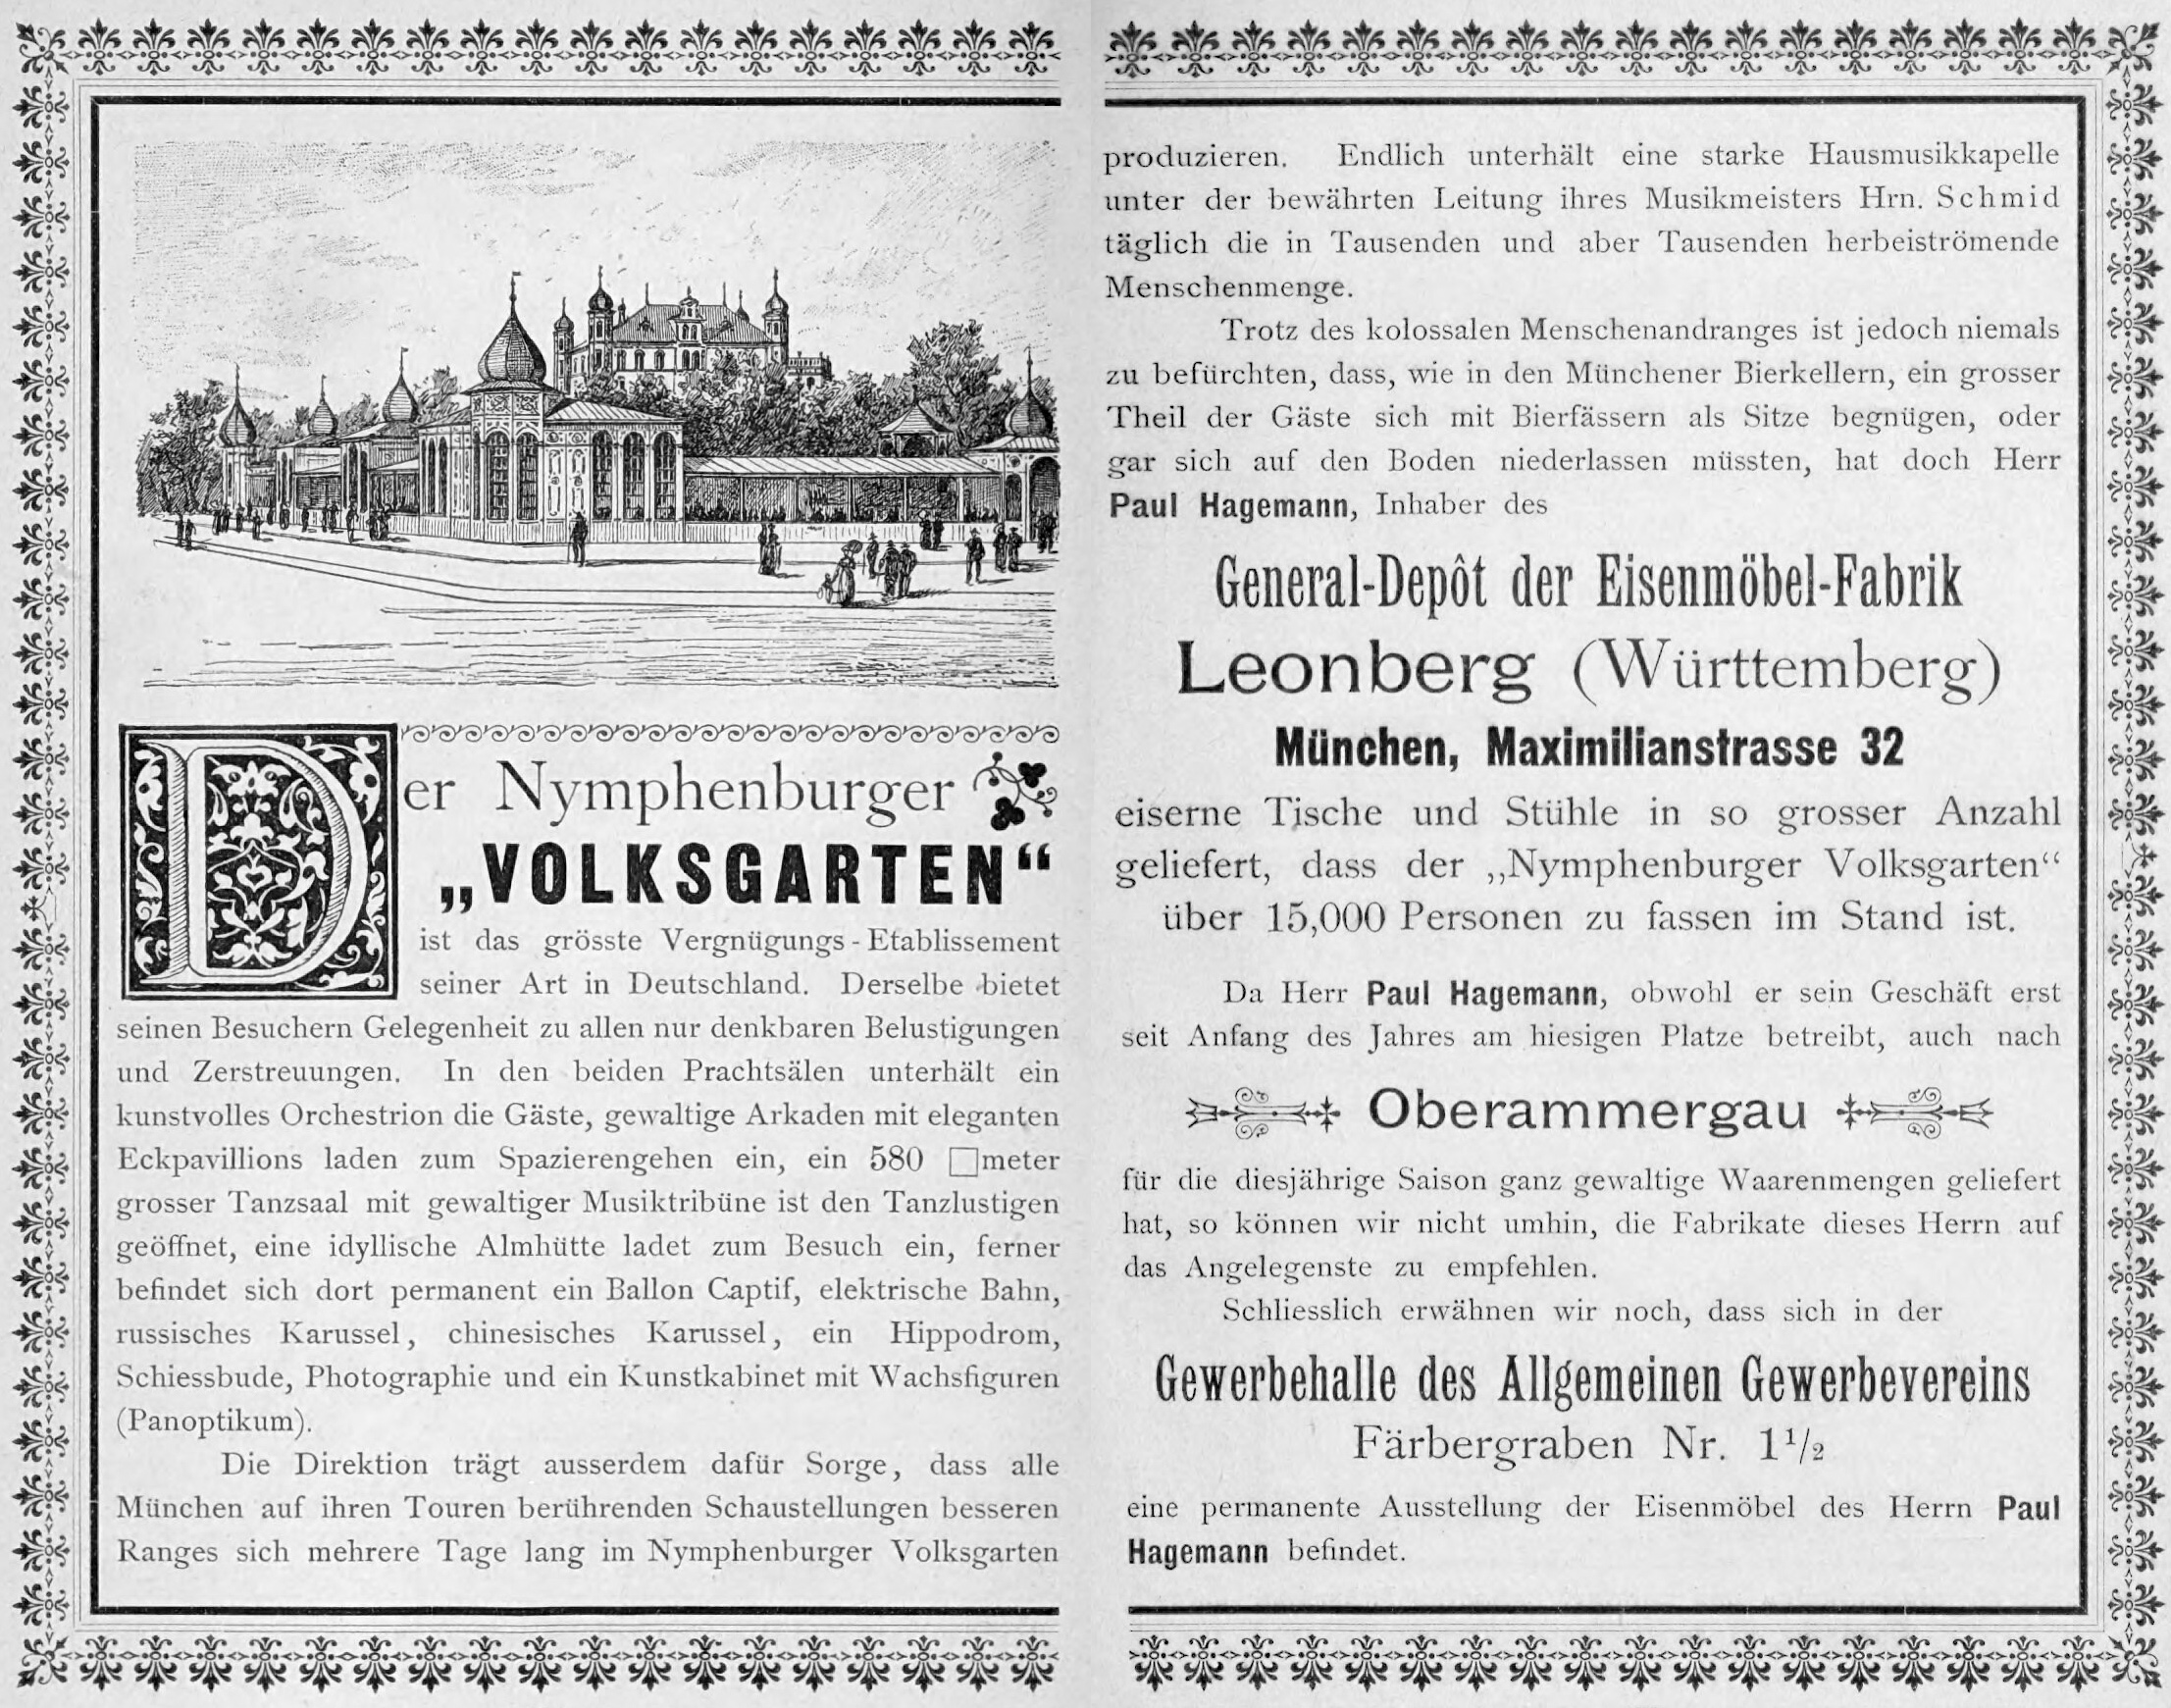 Der Nymphenburger
„VOLKSGARTEN“
ist das grösste Vergnügungs-Etablissement
seiner Art in Deutschland. Derselbe bietet
seinen Besuchern Gelegenheit zu allen nur denkbaren Belustigungen
und Zerstreuungen. In den beiden Prachtsälen unterhält ein
kunstvolles Orchestrion die Gäste, gewaltige Arkaden mit eleganten
Eckpavillions laden zum Spazierengehen ein, ein 580 □meter
grosser Tanzsaal mit gewaltiger Musiktribüne ist den Tanzlustigen
geöffnet, eine idyllische Almhütte ladet zum Besuch ein, ferner
befindet sich dort permanent ein Ballon Captif, elektrische Bahn,
russisches Karussel, chinesisches Karussel, ein Hippodrom,
Schiessbude, Photographie und ein Kunstkabinet mit Wachsfiguren
(Panoptikum).
Die Direktion trägt ausserdem dafür Sorge, dass alle
München auf ihren Touren berührenden Schaustellungen besseren
Ranges sich mehrere Tage lang im Nymphenburger Volksgarten
produzieren. Endlich unterhält eine starke Hausmusikkapelle
unter der bewährten Leitung ihres Musikmeisters Hrn. Schmid
täglich die in Tausenden und aber Tausenden herbeiströmende
Menschenmenge.
Trotz des kolossalen Menschenandranges ist jedoch niemals
zu befürchten, dass, wie in den Münchener Bierkellern, ein grosser
Theil der Gäste sich mit Bierfässern als Sitze begnügen, oder
gar sich auf den Boden niederlassen müssten, hat doch Herr
Paul Hagemann, Inhaber des
General-Depôt der Eisenmöbel-Fabrik
Leonberg (Württemberg)
München, Maximilianstrasse 32
eiserne Tische und Stühle in so grosser Anzahl
geliefert, dass der „Nymphenburger Volksgarten“
über 15,000 Personen zu fassen im Stand ist.
Da Herr Paul Hagemann, obwohl er sein Geschäft erst
seit Anfang des Jahres am hiesigen Platze betreibt, auch nach
Oberammergau
für die diesjährige Saison ganz gewaltige Waarenmengen geliefert
hat, so können wir nicht umhin, die Fabrikate dieses Herrn auf
das Angelegenste zu empfehlen.
Schliesslich erwähnen wir noch, dass sich in der
Gewerbehalle des Allgemeinen Gewerbevereins
Färbergraben Nr. 1 1/2
eine permanente Ausstellung der Eisenmöbel des Herrn Paul
Hagemann befindet.